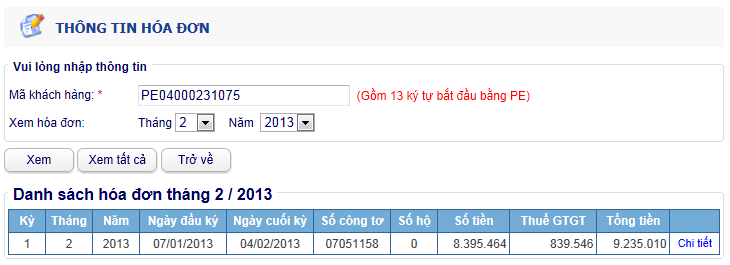 THÔNG TIN HÓA ĐƠN
Vui lòng nhập thông tin
Mã khách hàng: * PE04000231075 (Gồm 13 ký tự bắt đầu bằng PE)
Xem hóa đơn: Tháng 2 Năm 2013
Xem Xem tất cả Trở về
Danh sách hóa đơn tháng 2 / 2013
Kỳ Tháng Năm Ngày đầu kỳ Ngày cuối kỳ Số công tơ Số hộ Số tiền Thuế GTGT Tổng tiền
1 2 2013 07/01/2013 04/02/2013 07051158 0 8.395.464 839.546 9.235.010 Chi tiết